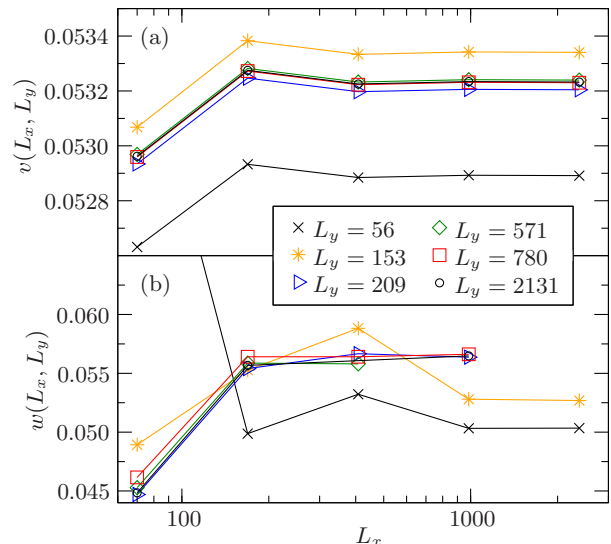 (a)
v(Lx, Ly)
0.0534
0.0532
0.0530
0.0528
Ly = 56
Ly = 153
Ly = 209
Ly = 571
Ly = 780
Ly = 2131
(b)
w(Lx, Ly)
0.060
0.055
0.050
0.045
100
1000
Lx